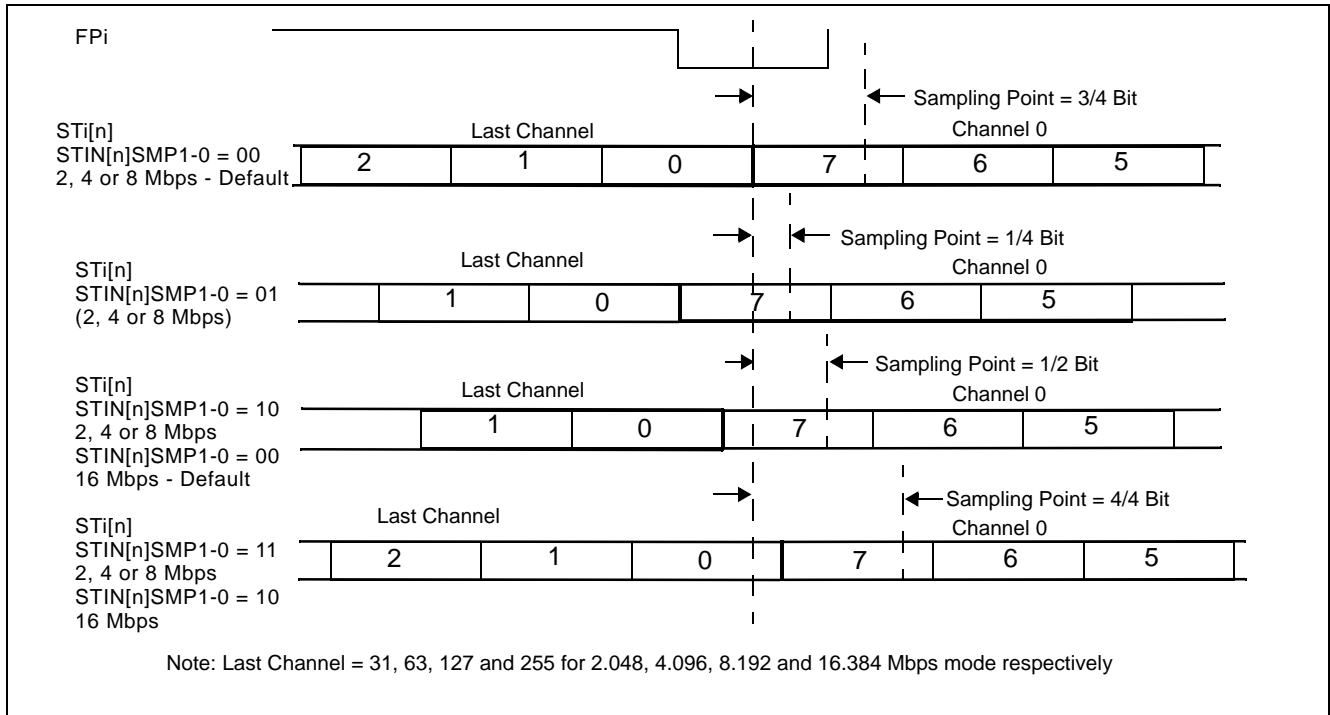 FPi
Sampling Point = 3/4 Bit
STi[n]
STIN[n]SMP1-0 = 00
2, 4 or 8 Mbps - Default
Last Channel
Channel 0
2 1 0 7 6 5
Sampling Point = 1/4 Bit
STi[n]
STIN[n]SMP1-0 = 01
(2, 4 or 8 Mbps)
Last Channel
Channel 0
1 0 7 6 5
Sampling Point = 1/2 Bit
STi[n]
STIN[n]SMP1-0 = 10
2, 4 or 8 Mbps
STIN[n]SMP1-0 = 00
16 Mbps - Default
Last Channel
Channel 0
1 0 7 6 5
Sampling Point = 4/4 Bit
STi[n]
STIN[n]SMP1-0 = 11
2, 4 or 8 Mbps
STIN[n]SMP1-0 = 10
16 Mbps
Last Channel
Channel 0
2 1 0 7 6 5
Note: Last Channel = 31, 63, 127 and 255 for 2.048, 4.096, 8.192 and 16.384 Mbps mode respectively